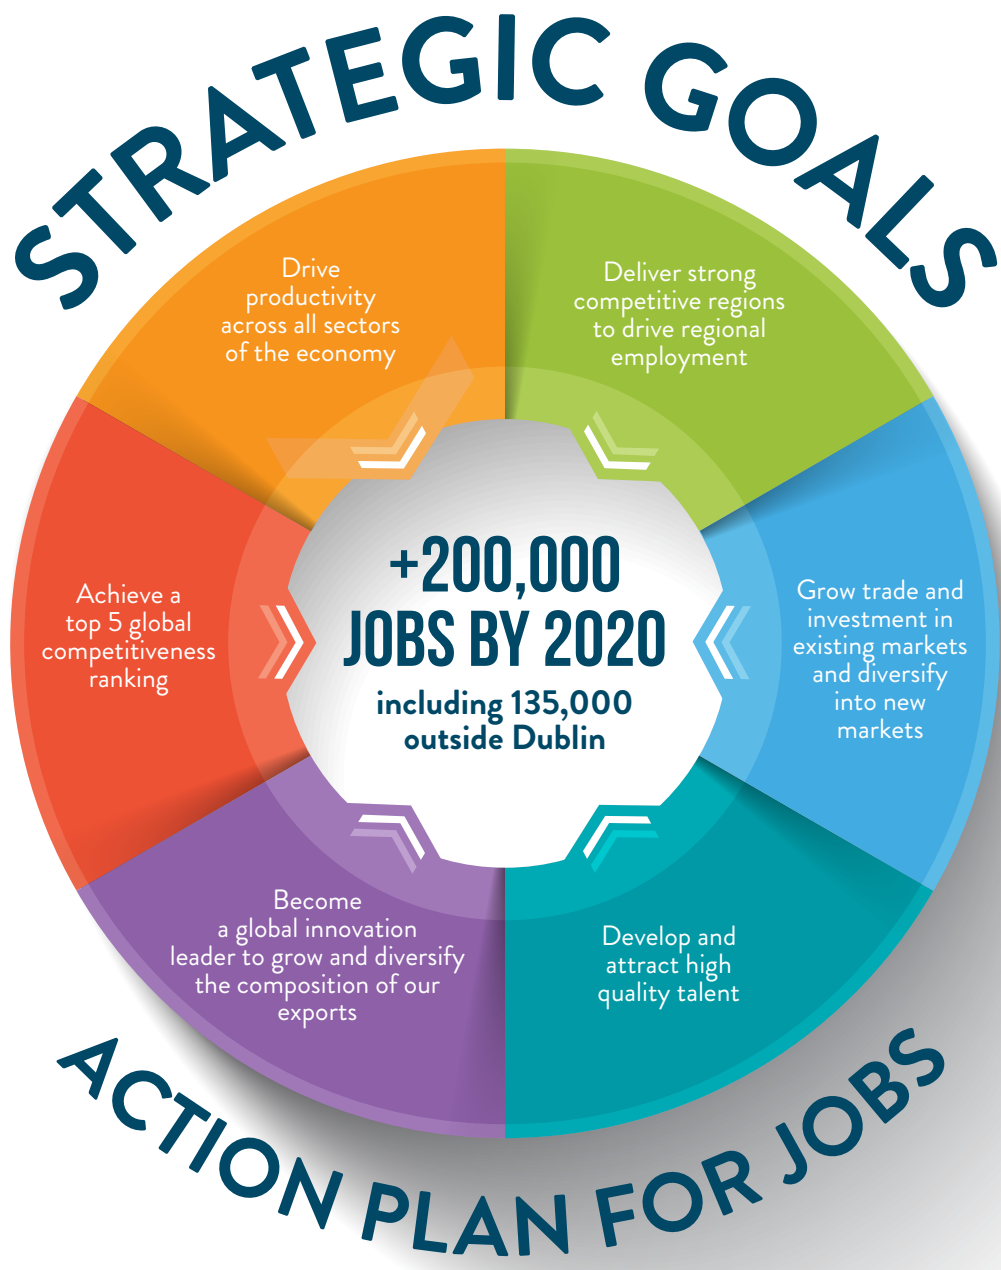 STRATEGIC GOALS
Drive
productivity
across all sectors
of the economy
Deliver strong
competitive regions
to drive regional
employment
Achieve a
top 5 global
competitiveness
ranking
+200,000
JOBS BY 2020
including 135,000
outside Dublin
Grow trade and
investment in
existing markets
and diversify
into new
markets
Become
a global innovation
leader to grow and diversify
the composition of our
exports
Develop and
attract high
quality talent
ACTION PLAN FOR JOBS